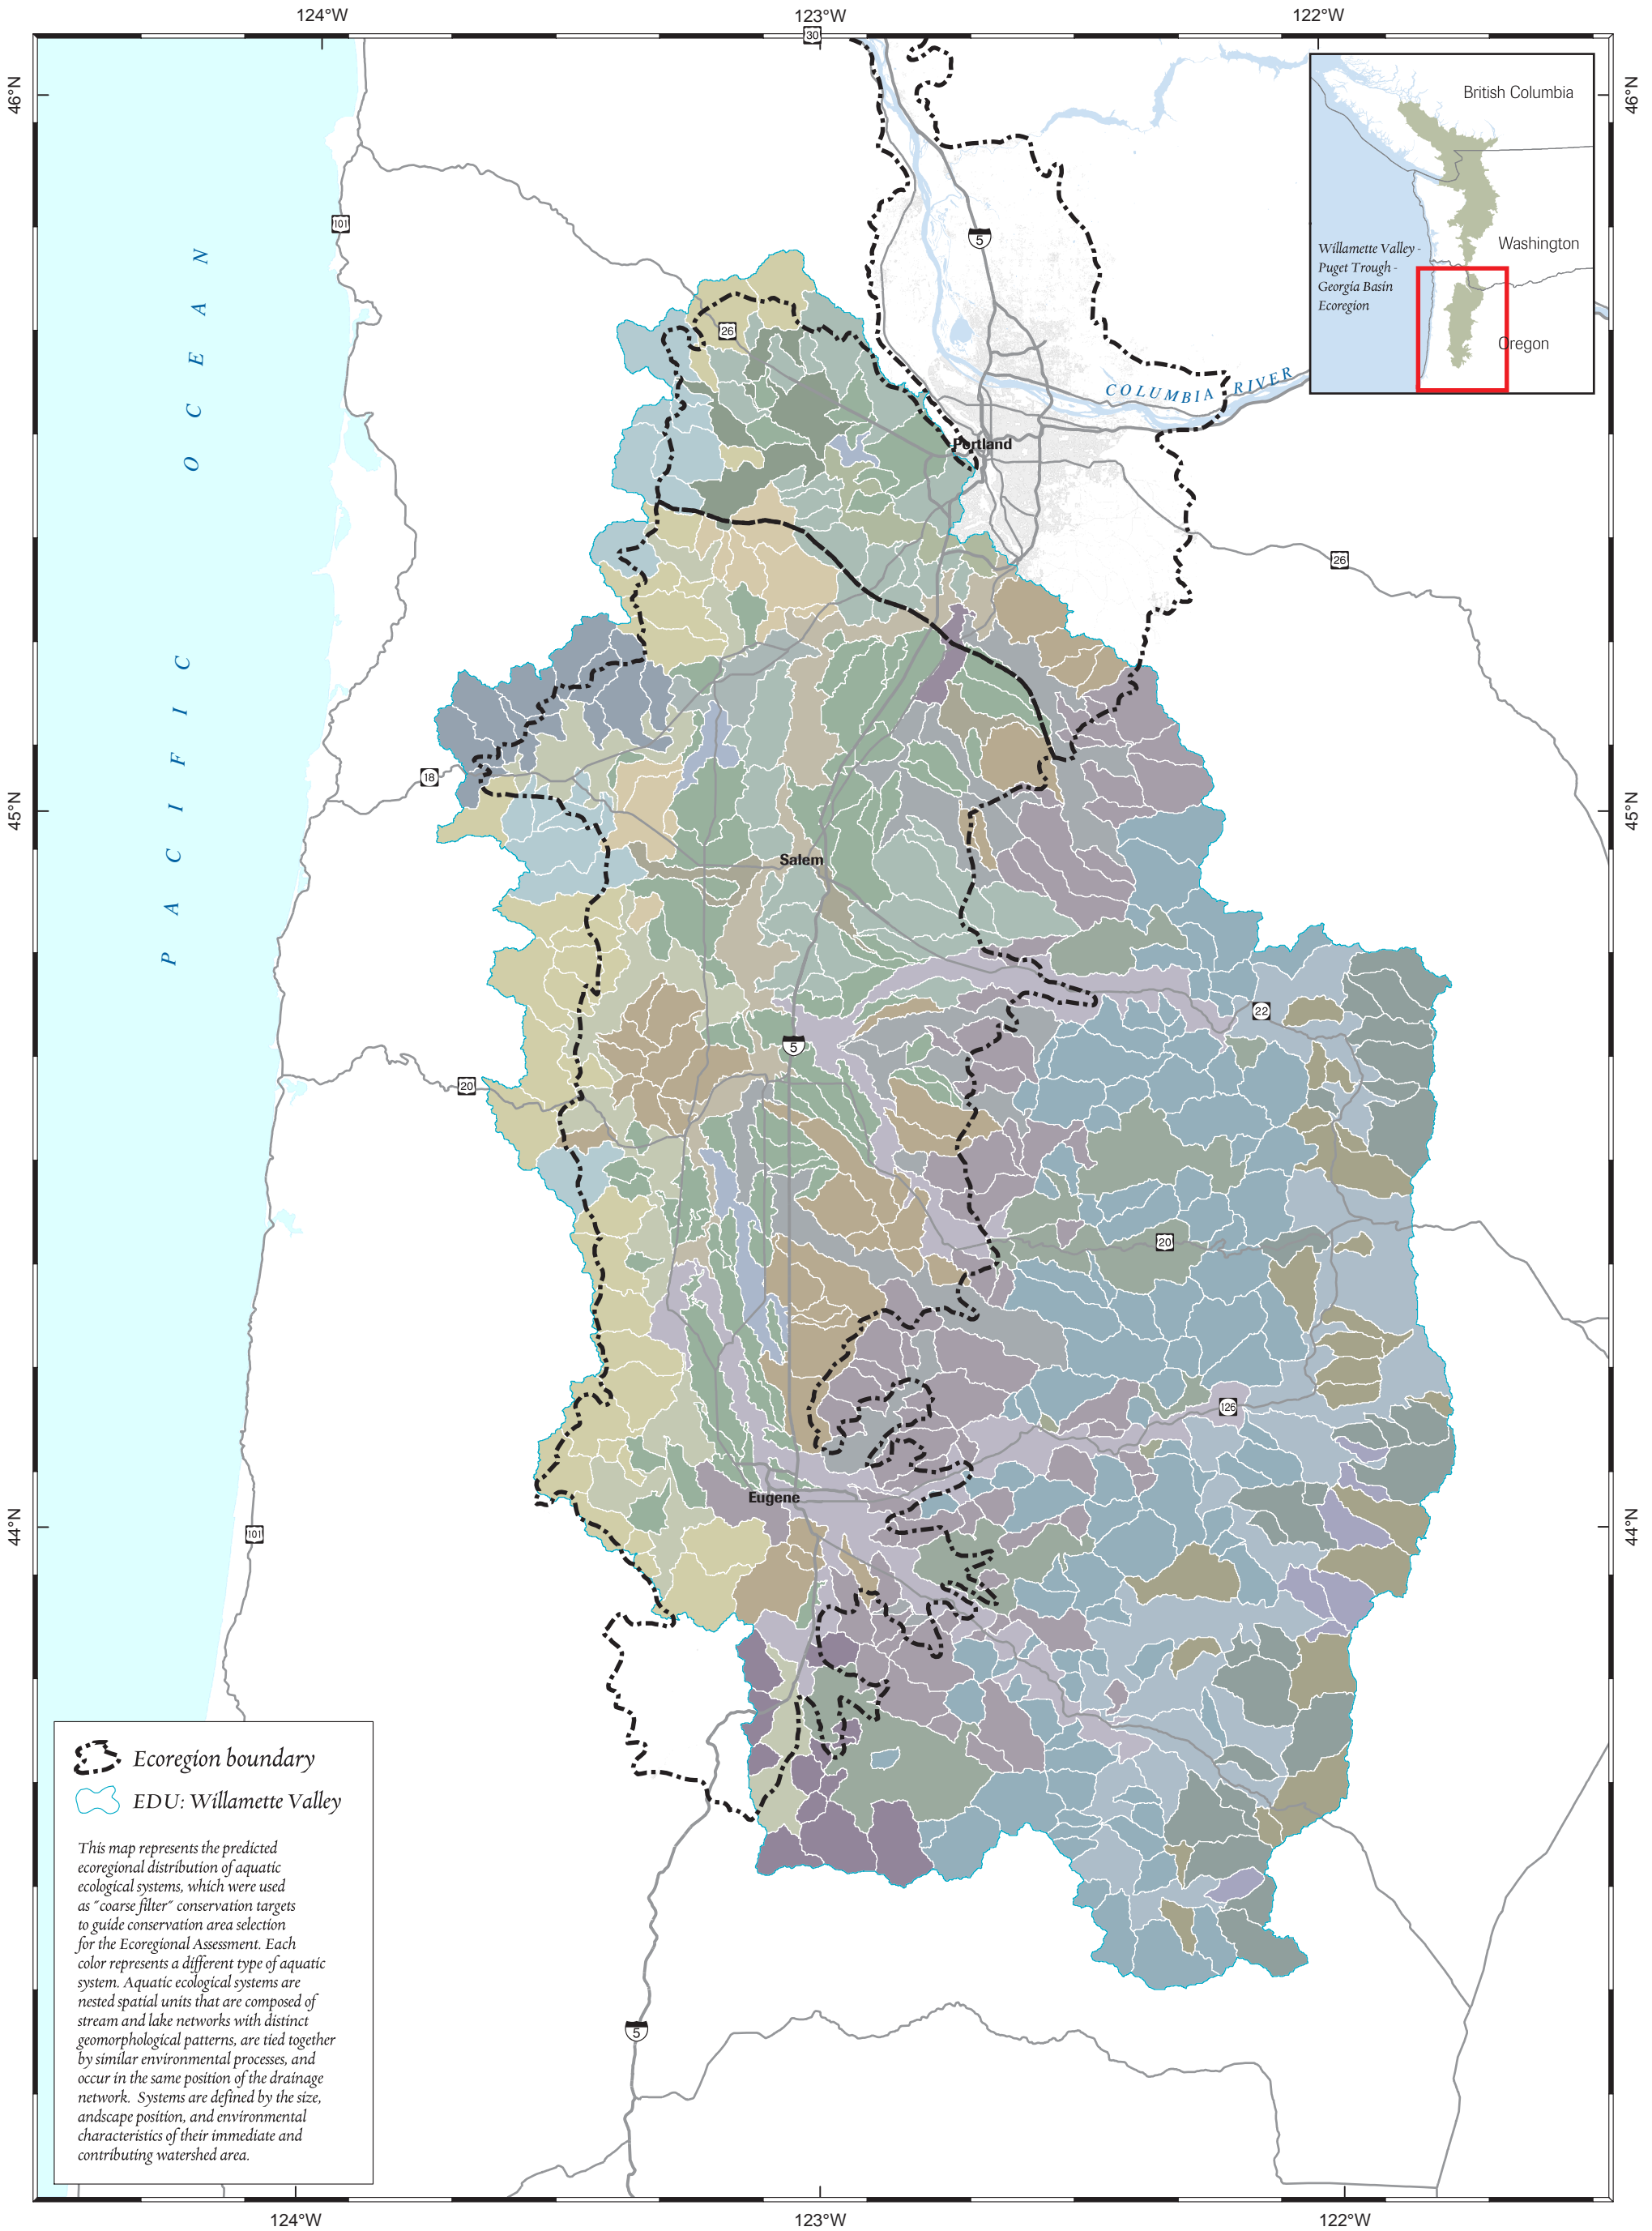 124°W
123°W
122°W
30
46°N
46°N
British Columbia
101
5
Washington
Willamette Valley -
Puget Trough -
Georgia Basin
Ecoregion
26
Oregon
COLUMBIA RIVER
PACIFIC OCEAN
Portland
26
18
45°N
45°N
Salem
22
5
20
20
126
Eugene
44°N
44°N
101
Ecoregion boundary
EDU: Willamette Valley
This map represents the predicted
ecoregional distribution of aquatic
ecological systems, which were used
as "coarse filter" conservation targets
to guide conservation area selection
for the Ecoregional Assessment. Each
color represents a different type of aquatic
system. Aquatic ecological systems are
nested spatial units that are composed of
stream and lake networks with distinct
geomorphological patterns, are tied together
by similar environmental processes, and
occur in the same position of the drainage
network. Systems are defined by the size,
andscape position, and environmental
characteristics of their immediate and
contributing watershed area.
5
124°W
123°W
122°W